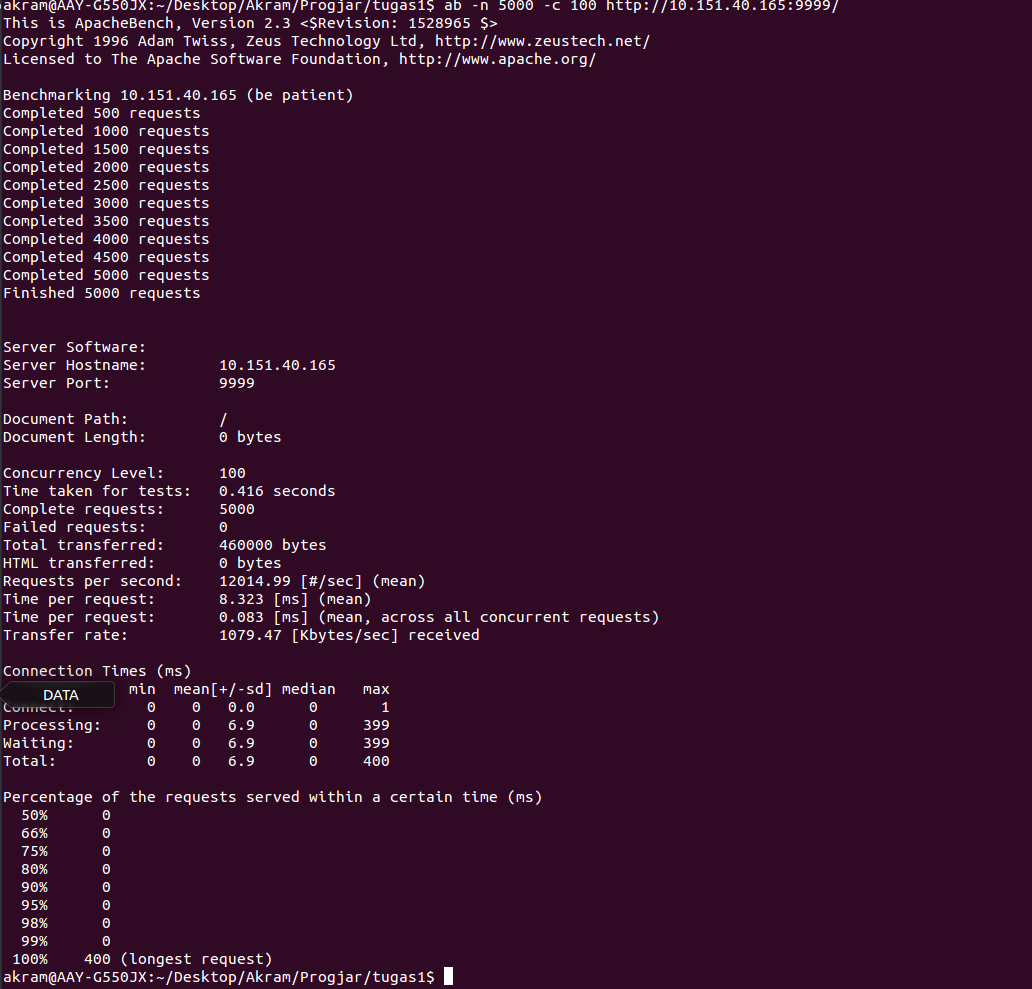 akram@AAY-G550JX:~/Desktop/Akram/Progjar/tugas1$ ab -n 5000 -c 100 http://10.151.40.165:9999/
This is ApacheBench, Version 2.3 <$Revision: 1528965 $>
Copyright 1996 Adam Twiss, Zeus Technology Ltd, http://www.zeustech.net/
Licensed to The Apache Software Foundation, http://www.apache.org/

Benchmarking 10.151.40.165 (be patient)
Completed 500 requests
Completed 1000 requests
Completed 1500 requests
Completed 2000 requests
Completed 2500 requests
Completed 3000 requests
Completed 3500 requests
Completed 4000 requests
Completed 4500 requests
Completed 5000 requests
Finished 5000 requests

Server Software:
Server Hostname:        10.151.40.165
Server Port:            9999

Document Path:          /
Document Length:        0 bytes

Concurrency Level:      100
Time taken for tests:   0.416 seconds
Complete requests:      5000
Failed requests:        0
Total transferred:      460000 bytes
HTML transferred:       0 bytes
Requests per second:    12014.99 [#/sec] (mean)
Time per request:       8.323 [ms] (mean)
Time per request:       0.083 [ms] (mean, across all concurrent requests)
Transfer rate:          1079.47 [Kbytes/sec] received

Connection Times (ms)
DATA          min  mean[+/-sd] median   max
Connect:        0    0   0.0      0       1
Processing:     0    0   6.9      0     399
Waiting:        0    0   6.9      0     399
Total:          0    0   6.9      0     400

Percentage of the requests served within a certain time (ms)
  50%      0
  66%      0
  75%      0
  80%      0
  90%      0
  95%      0
  98%      0
  99%      0
 100%    400 (longest request)
akram@AAY-G550JX:~/Desktop/Akram/Progjar/tugas1$